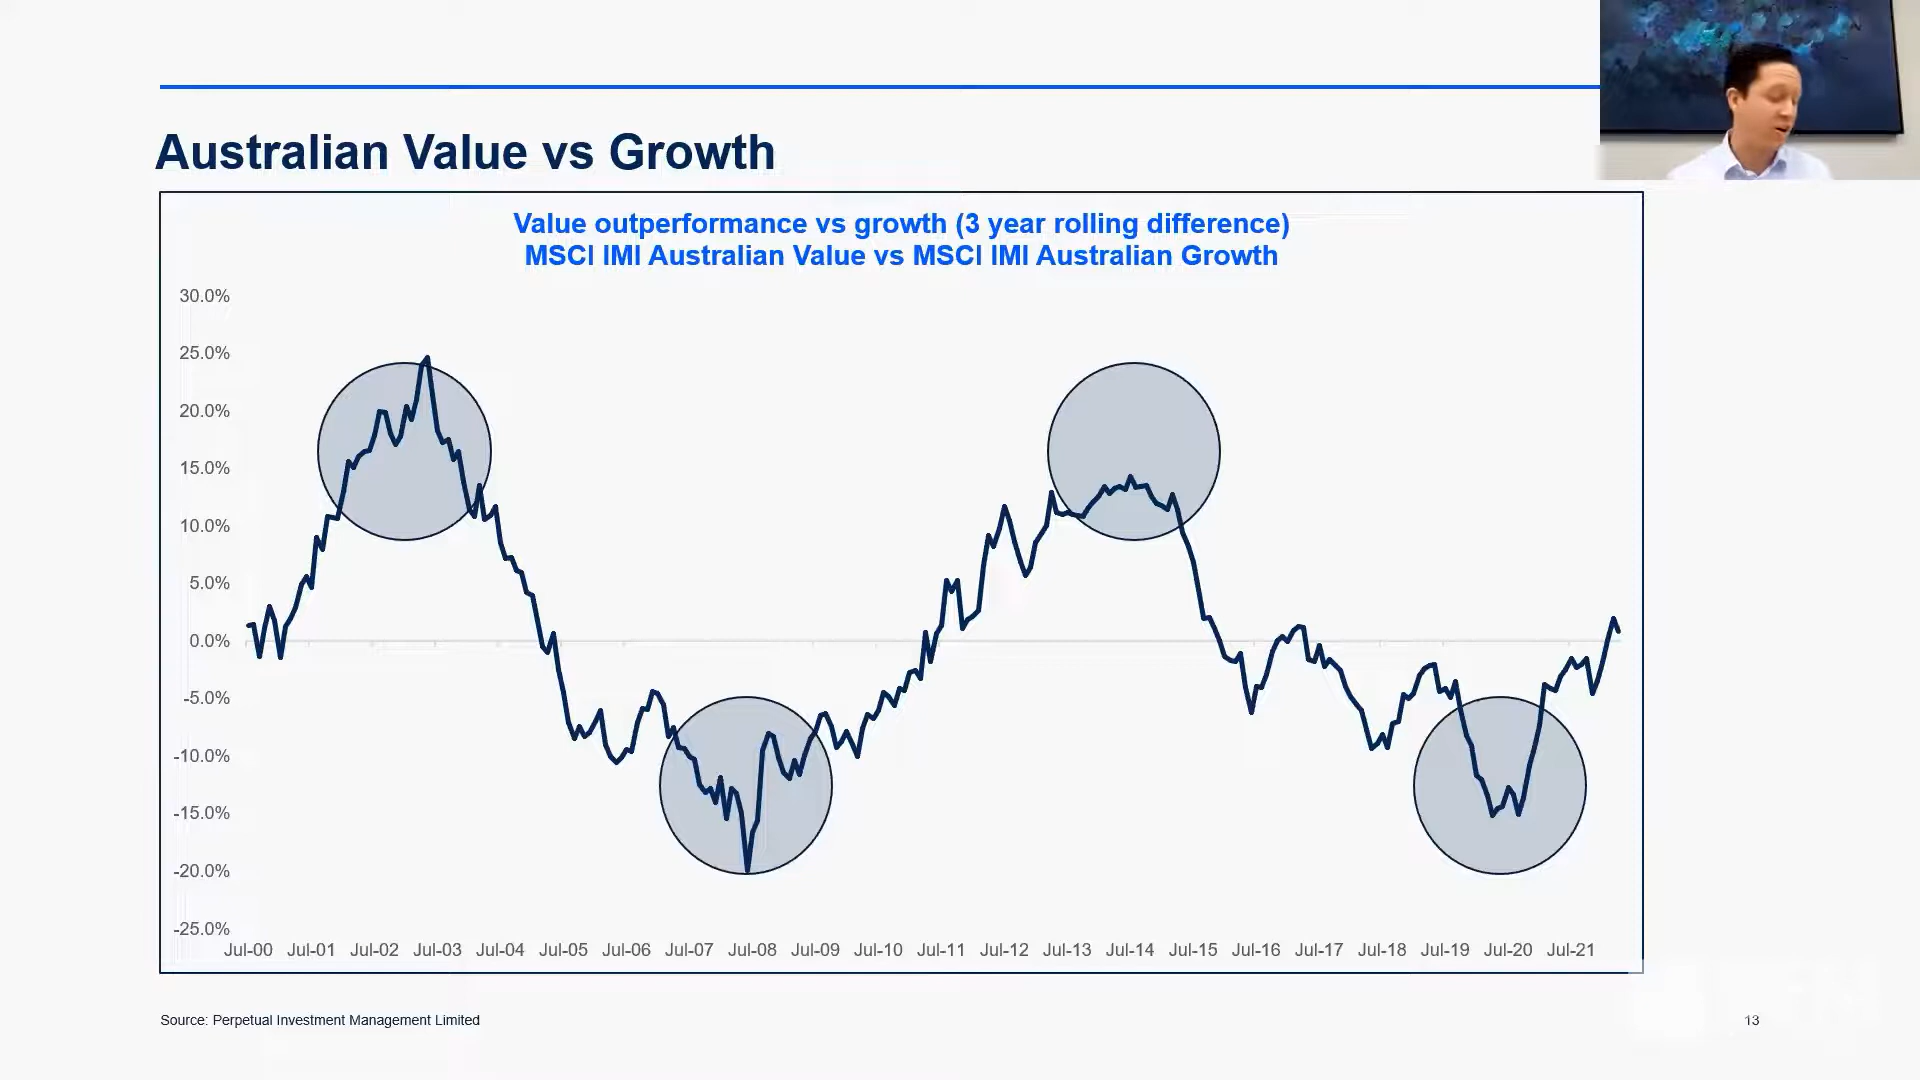 Australian Value vs Growth
Value outperformance vs growth (3 year rolling difference)
MSCI IMI Australian Value vs MSCI IMI Australian Growth
30.0%
25.0%
20.0%
15.0%
10.0%
5.0%
0.0%
-5.0%
-10.0%
-15.0%
-20.0%
-25.0%
Jul-00 Jul-01 Jul-02 Jul-03 Jul-04 Jul-05 Jul-06 Jul-07 Jul-08 Jul-09 Jul-10 Jul-11 Jul-12 Jul-13 Jul-14 Jul-15 Jul-16 Jul-17 Jul-18 Jul-19 Jul-20 Jul-21
Source: Perpetual Investment Management Limited
13